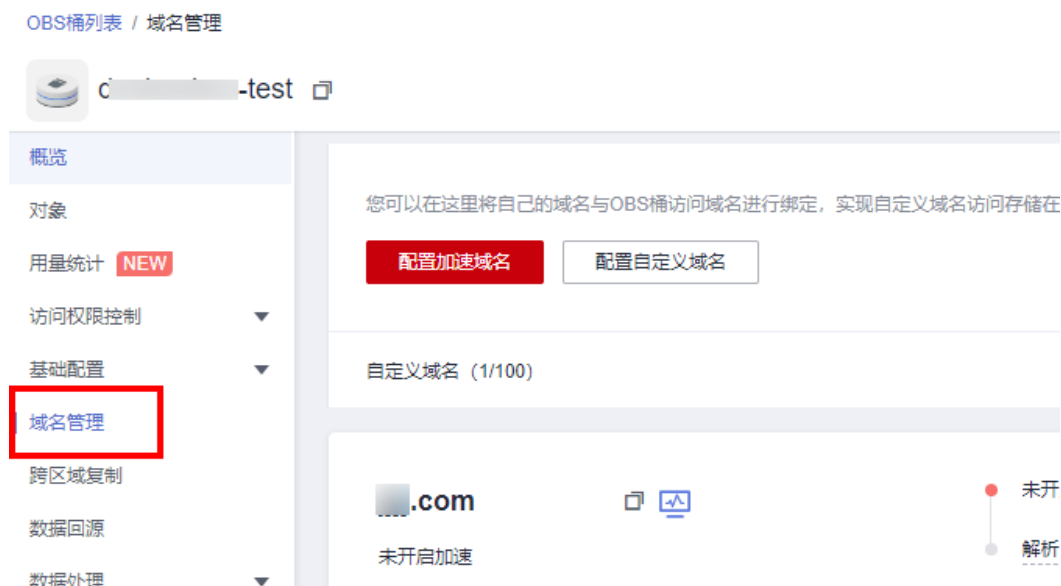 OBS桶列表 / 域名管理
-test
概览
对象
用量统计 NEW
访问权限控制
基础配置
域名管理
跨区域复制
数据回源
数据处理
您可以在这里将自己的域名与OBS桶访问域名进行绑定，实现自定义域名访问存储在
配置加速域名 配置自定义域名
自定义域名（1/100）
.com
未开启加速
未开
解析